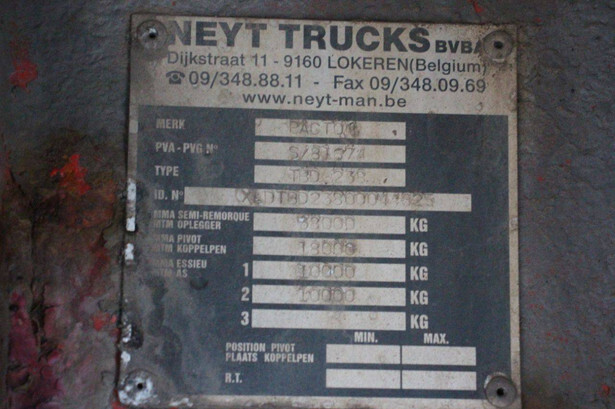 NEYT TRUCKS BVBA
Dijkstraat 11 - 9160 LOKEREN (Belgium)
☎ 09/348.88.11 - Fax 09/348.09.69
www.neyt-man.be
MERK PACTON
PVA - PVG N°
TYPE
ID. N°
MMA SEMI-REMORQUE
MTM OPLEGGER 38000 KG
MMA PIVOT
MTM KOPPELPEN 18000 KG
MMA ESSIEU
MTM AS 1 10000 KG
2 10000 KG
3 KG
MIN. MAX.
POSITION PIVOT
PLAATS KOPPELPEN
R.T.